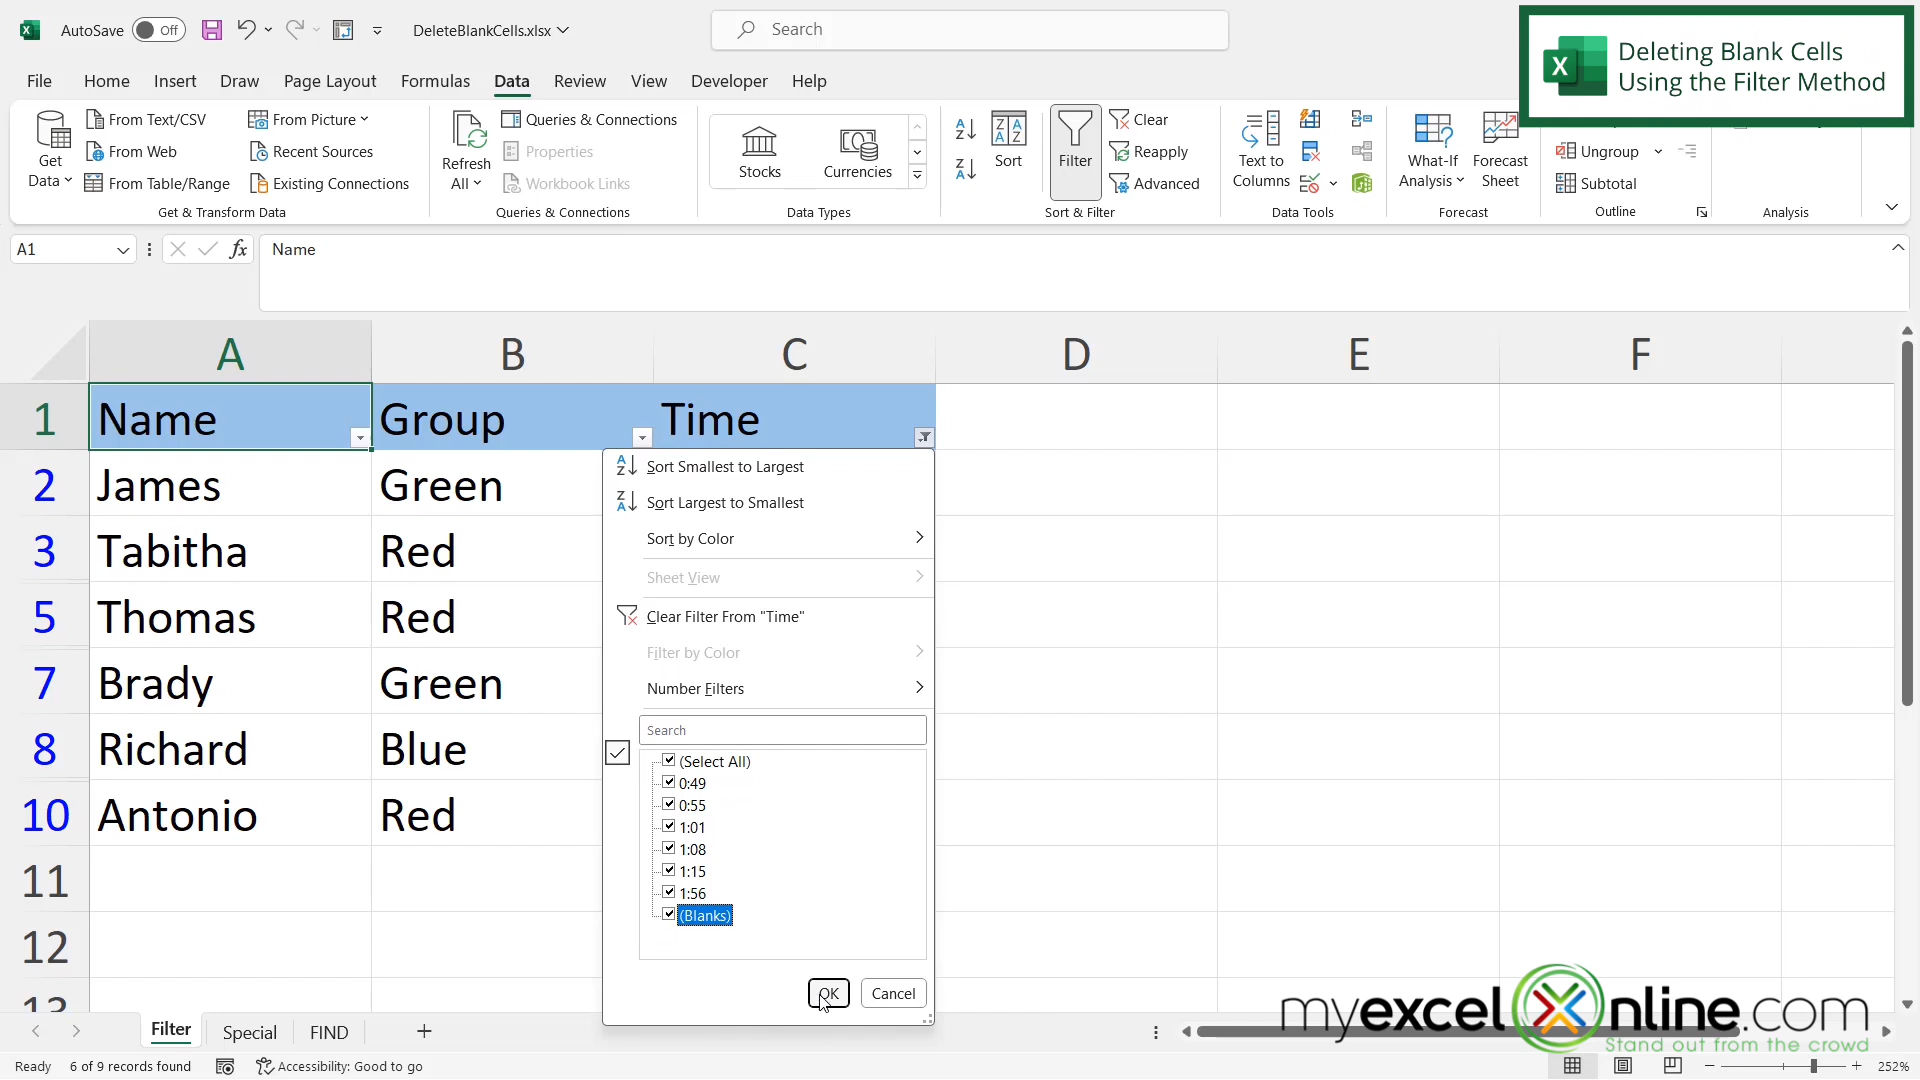 AutoSave Off DeleteBlankCells.xlsx Search
Deleting Blank Cells
Using the Filter Method
File Home Insert Draw Page Layout Formulas Data Review View Developer Help
Get Data
From Text/CSV
From Web
From Table/Range
From Picture
Recent Sources
Existing Connections
Get & Transform Data
Refresh All
Queries & Connections
Properties
Workbook Links
Queries & Connections
Stocks
Currencies
Data Types
Sort
Filter
Clear
Reapply
Advanced
Sort & Filter
Text to Columns
Data Tools
What-If Analysis
Forecast Sheet
Forecast
Ungroup
Subtotal
Outline
Analysis
A1 fx Name
A B C D E F
1 Name Group Time
2 James Green
3 Tabitha Red
5 Thomas Red
7 Brady Green
8 Richard Blue
10 Antonio Red
11
12
13
Sort Smallest to Largest
Sort Largest to Smallest
Sort by Color
Sheet View
Clear Filter From "Time"
Filter by Color
Number Filters
Search
(Select All)
0:49
0:55
1:01
1:08
1:15
1:56
(Blanks)
OK Cancel
myexcelonline.com
Stand out from the crowd
Filter Special FIND
Ready 6 of 9 records found Accessibility: Good to go 252%